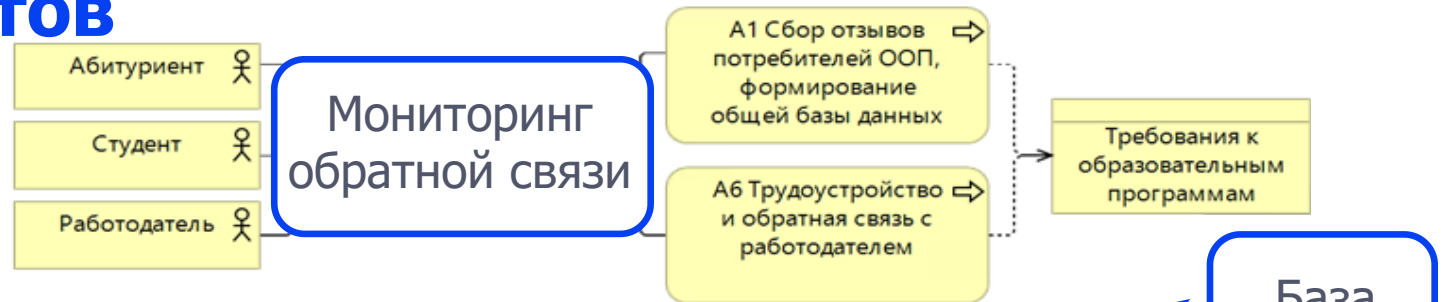 тов
Абитуриент
Студент
Работодатель
Мониторинг
обратной связи
А1 Сбор отзывов
потребителей ООП,
формирование
общей базы данных
А6 Трудоустройство
и обратная связь с
работодателем
Требования к
образовательным
программам
База